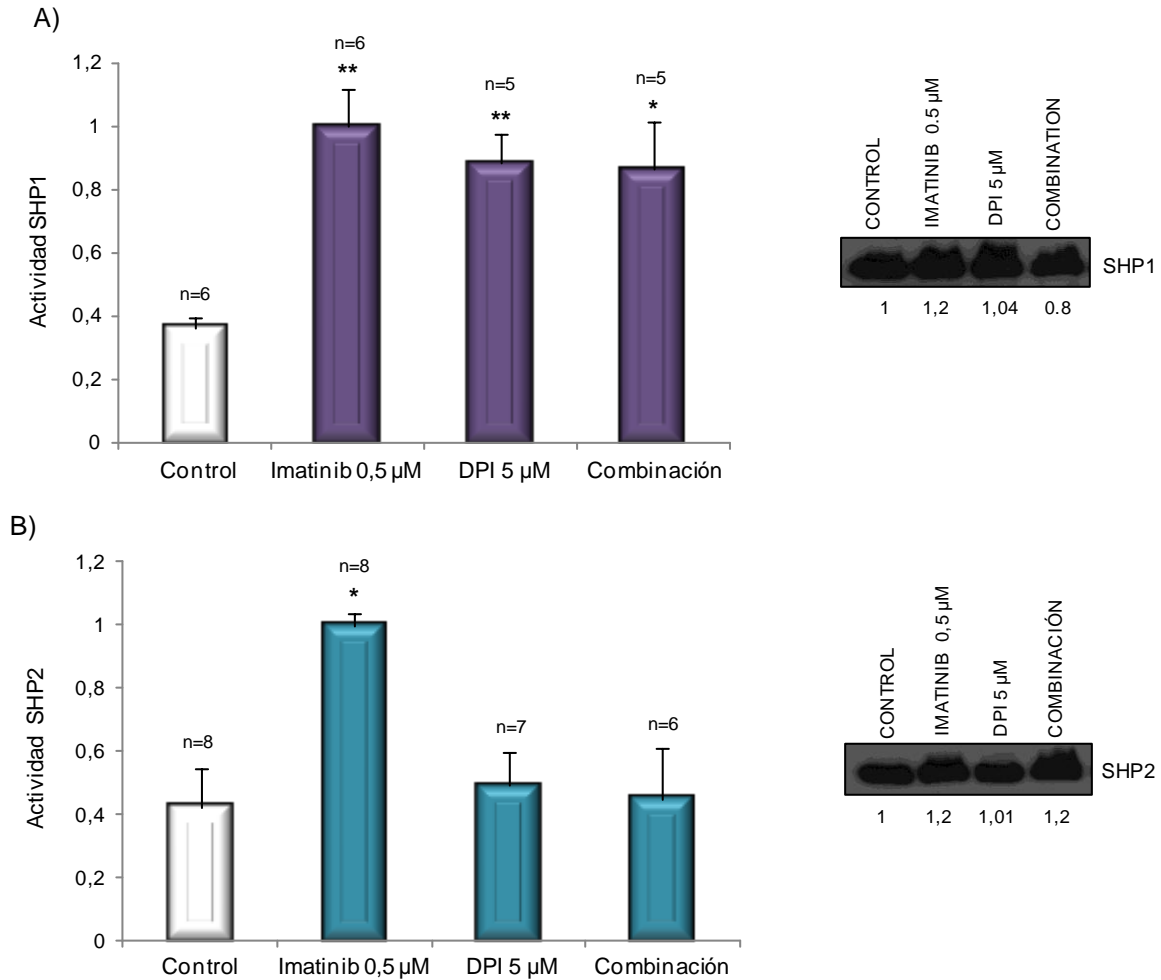 A)
Actividad SHP1
1,2
1
0,8
0,6
0,4
0,2
0
n=6
n=6
**
n=5
**
n=5
*
Control
Imatinib 0,5 µM
DPI 5 µM
Combinación
CONTROL
IMATINIB 0.5 µM
DPI 5 µM
COMBINATION
SHP1
1
1,2
1,04
0.8
B)
Actividad SHP2
1,2
1
0,8
0,6
0,4
0,2
0
n=8
n=8
*
n=7
n=6
Control
Imatinib 0,5 µM
DPI 5 µM
Combinación
CONTROL
IMATINIB 0,5 µM
DPI 5 µM
COMBINACIÓN
SHP2
1
1,2
1,01
1,2